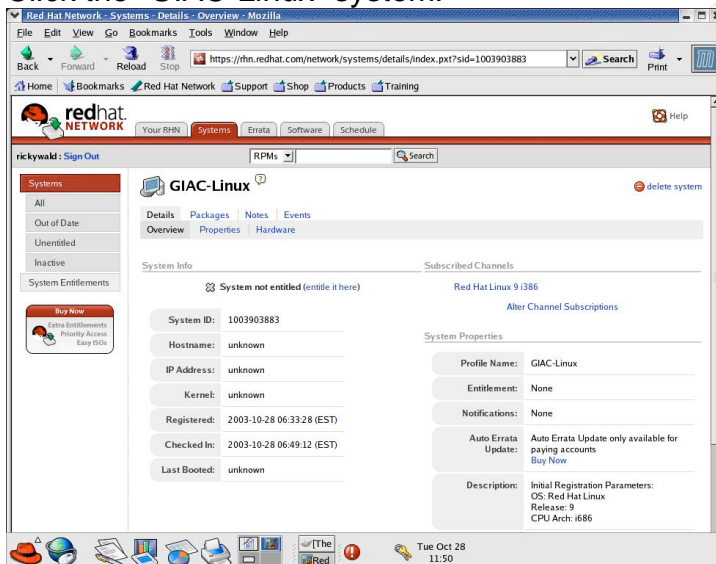 Click the "GIAC-Linux" system.
Red Hat Network - Systems - Details - Overview - Mozilla
File Edit View Go Bookmarks Tools Window Help
Back Forward Reload Stop https://rhn.redhat.com/network/systems/details/index.pxt?sid=1003903883 Search Print
Home Bookmarks Red Hat Network Support Shop Products Training
redhat.
NETWORK
Your RHN Systems Errata Software Schedule
Help
rickywald : Sign Out RPMs Search
Systems
All
Out of Date
Unentitled
Inactive
System Entitlements
Buy Now
Extra Entitlements
Priority Access
Easy ISOs
GIAC-Linux ?
delete system
Details Packages Notes Events
Overview Properties Hardware
System Info
System not entitled (entitle it here)
System ID: 1003903883
Hostname: unknown
IP Address: unknown
Kernel: unknown
Registered: 2003-10-28 06:33:28 (EST)
Checked In: 2003-10-28 06:49:12 (EST)
Last Booted: unknown
Subscribed Channels
Red Hat Linux 9 i386
Alter Channel Subscriptions
System Properties
Profile Name: GIAC-Linux
Entitlement: None
Notifications: None
Auto Errata Update: Auto Errata Update only available for
paying accounts
Buy Now
Description: Initial Registration Parameters:
OS: Red Hat Linux
Release: 9
CPU Arch: i686
[The
Red
Tue Oct 28
11:50